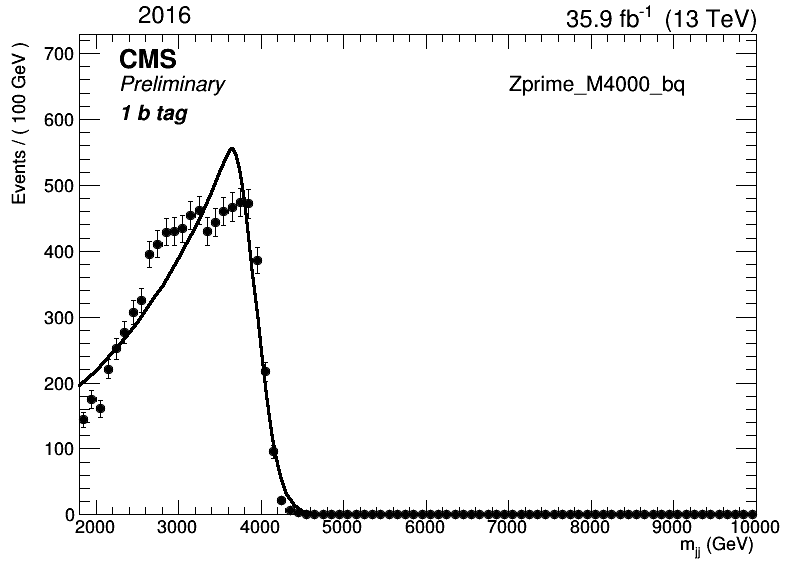 2016
35.9 fb⁻¹ (13 TeV)
CMS
Preliminary
1 b tag
Zprime_M4000_bq
Events / ( 100 GeV )
700
600
500
400
300
200
100
0
2000 3000 4000 5000 6000 7000 8000 9000 10000
m_jj (GeV)